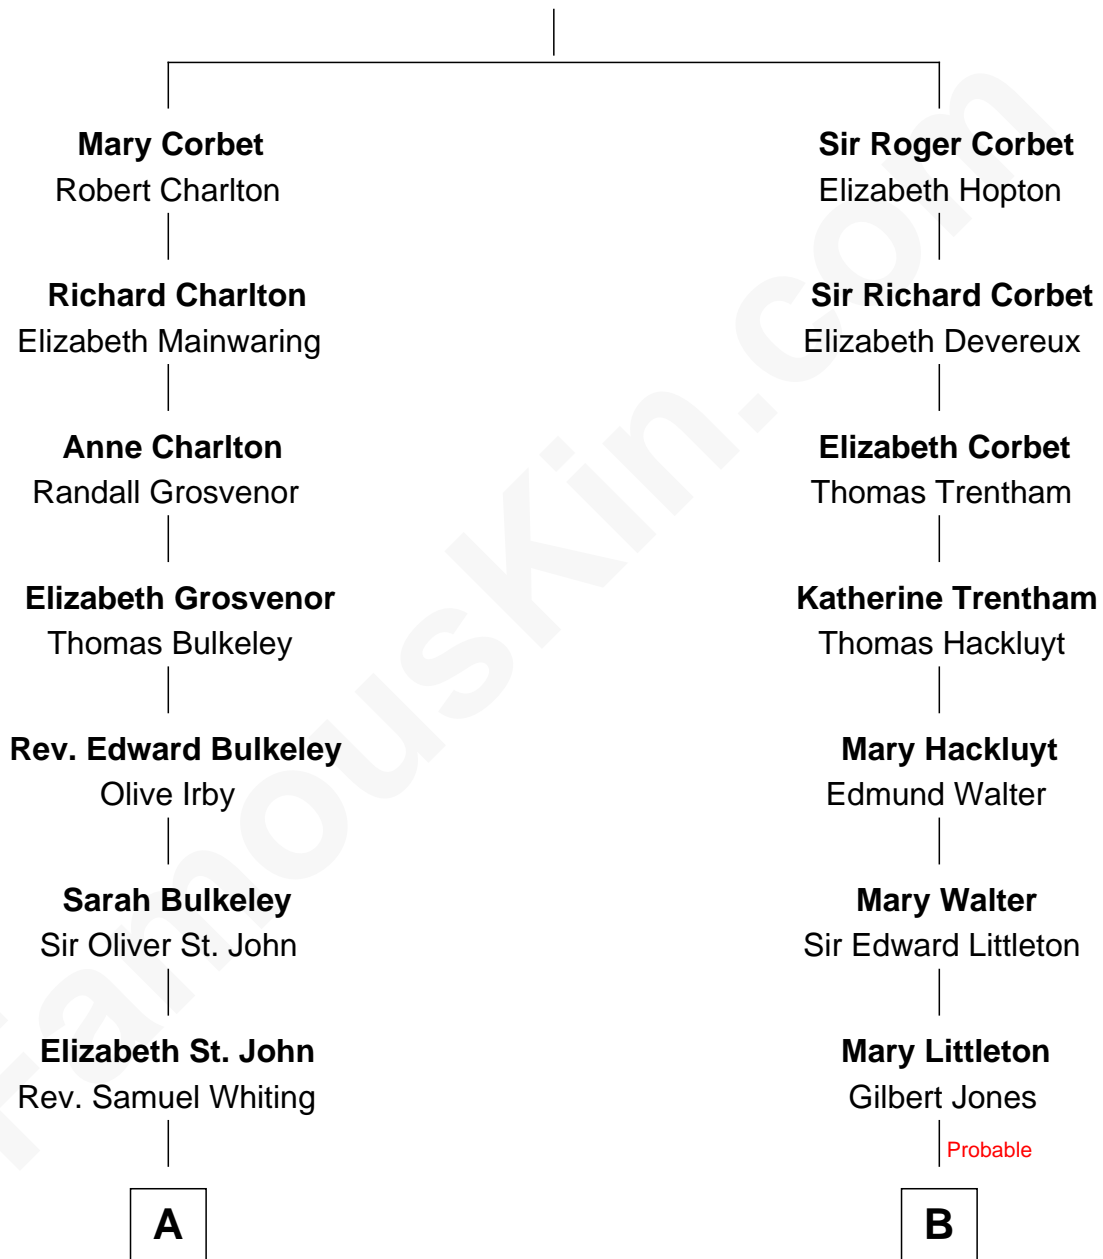 Mary Corbet
Robert Charlton
Richard Charlton
Elizabeth Mainwaring
Anne Charlton
Randall Grosvenor
Elizabeth Grosvenor
Thomas Bulkeley
Rev. Edward Bulkeley
Olive Irby
Sarah Bulkeley
Sir Oliver St. John
Elizabeth St. John
Rev. Samuel Whiting
A
Sir Roger Corbet
Elizabeth Hopton
Sir Richard Corbet
Elizabeth Devereux
Elizabeth Corbet
Thomas Trentham
Katherine Trentham
Thomas Hackluyt
Mary Hackluyt
Edmund Walter
Mary Walter
Sir Edward Littleton
Mary Littleton
Gilbert Jones
Probable
B
FamousKin.com